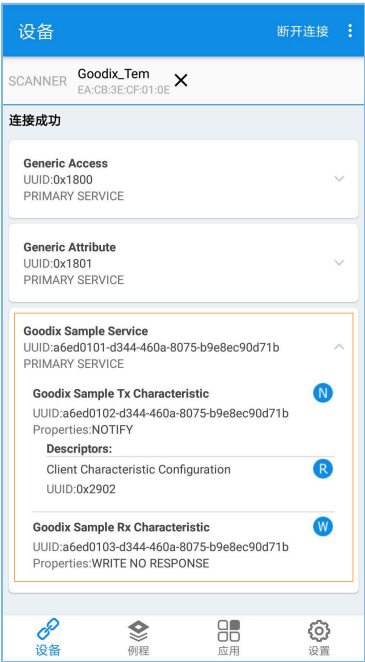 设备
断开连接
SCANNER
Goodix_Tem
EA:CB:3E:CF:01:0E
连接成功
Generic Access
UUID:0x1800
PRIMARY SERVICE
Generic Attribute
UUID:0x1801
PRIMARY SERVICE
Goodix Sample Service
UUID:a6ed0101-d344-460a-8075-b9e8ec90d71b
PRIMARY SERVICE
Goodix Sample Tx Characteristic
N
UUID:a6ed0102-d344-460a-8075-b9e8ec90d71b
Properties:NOTIFY
Descriptors:
Client Characteristic Configuration
R
UUID:0x2902
Goodix Sample Rx Characteristic
W
UUID:a6ed0103-d344-460a-8075-b9e8ec90d71b
Properties:WRITE NO RESPONSE
设备
例程
应用
设置